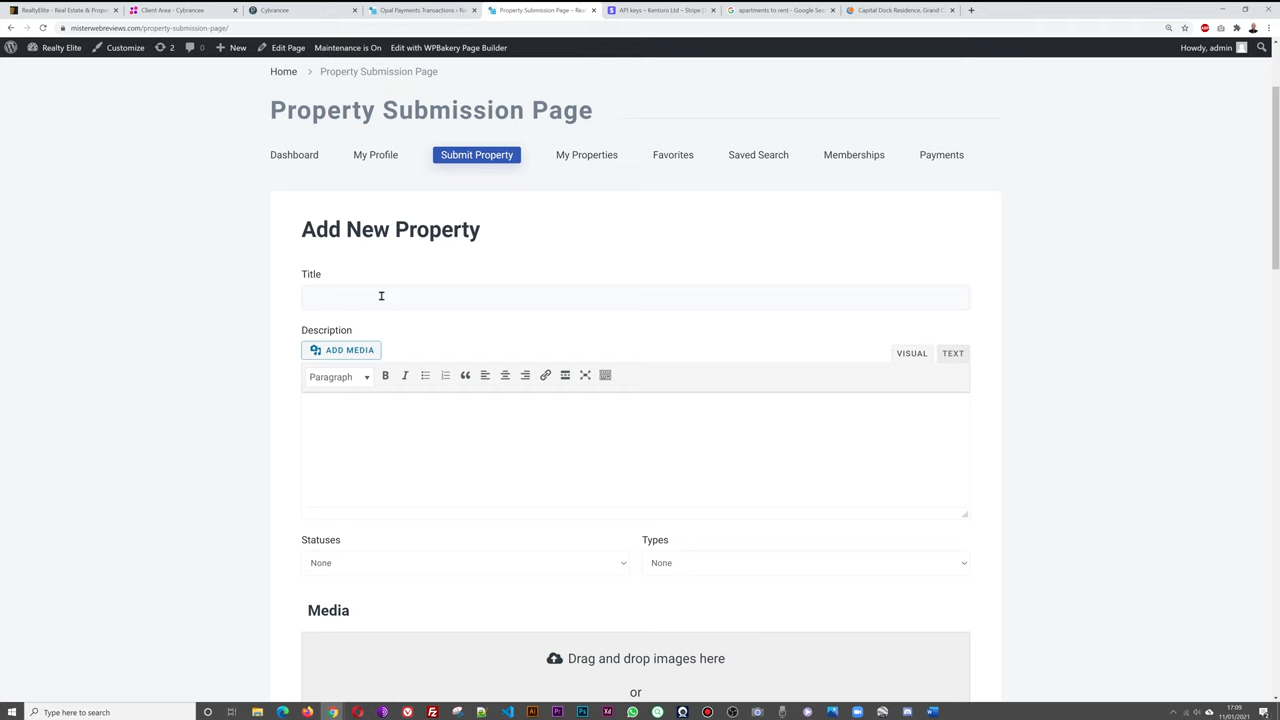 RealtyElite - Real Estate & Prope
Client Area - Cybrancee
Cybrancee
Opal Payments Transactions ‹ Re
Property Submission Page – Rea
API keys – Kentoro Ltd – Stripe [
apartments to rent - Google Sea
Capital Dock Residence, Grand C
misterwebreviews.com/property-submission-page/
Realty Elite
Customize
2
0
New
Edit Page
Maintenance is On
Edit with WPBakery Page Builder
Howdy, admin
Home > Property Submission Page
Property Submission Page
Dashboard
My Profile
Submit Property
My Properties
Favorites
Saved Search
Memberships
Payments
Add New Property
Title
Description
ADD MEDIA
VISUAL
TEXT
Paragraph
B
I
Statuses
Types
None
None
Media
Drag and drop images here
or
Type here to search
17:09
11/01/2021